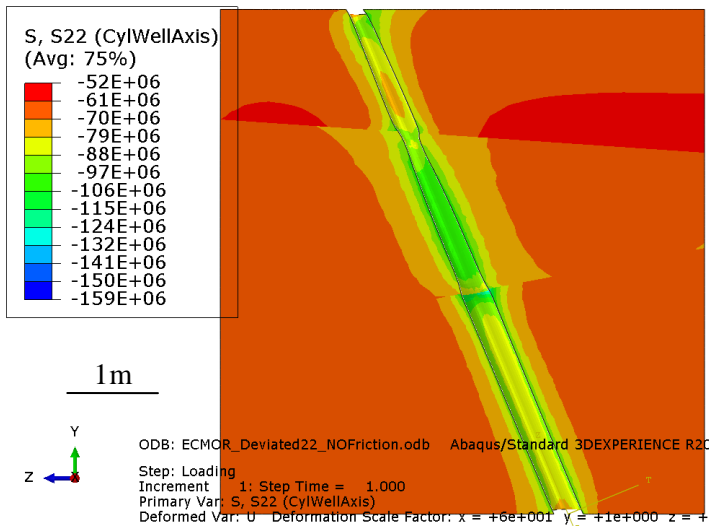 S, S22 (CylWellAxis)
(Avg: 75%)
-52E+06
-61E+06
-70E+06
-79E+06
-88E+06
-97E+06
-106E+06
-115E+06
-124E+06
-132E+06
-141E+06
-150E+06
-159E+06
1m
Y
Z
X
T
ODB: ECMOR_Deviated22_NOFriction.odb Abaqus/Standard 3DEXPERIENCE R20
Step: Loading
Increment 1: Step Time = 1.000
Primary Var: S, S22 (CylWellAxis)
Deformed Var: U Deformation Scale Factor: x = +6e+001 y = +1e+000 z = +